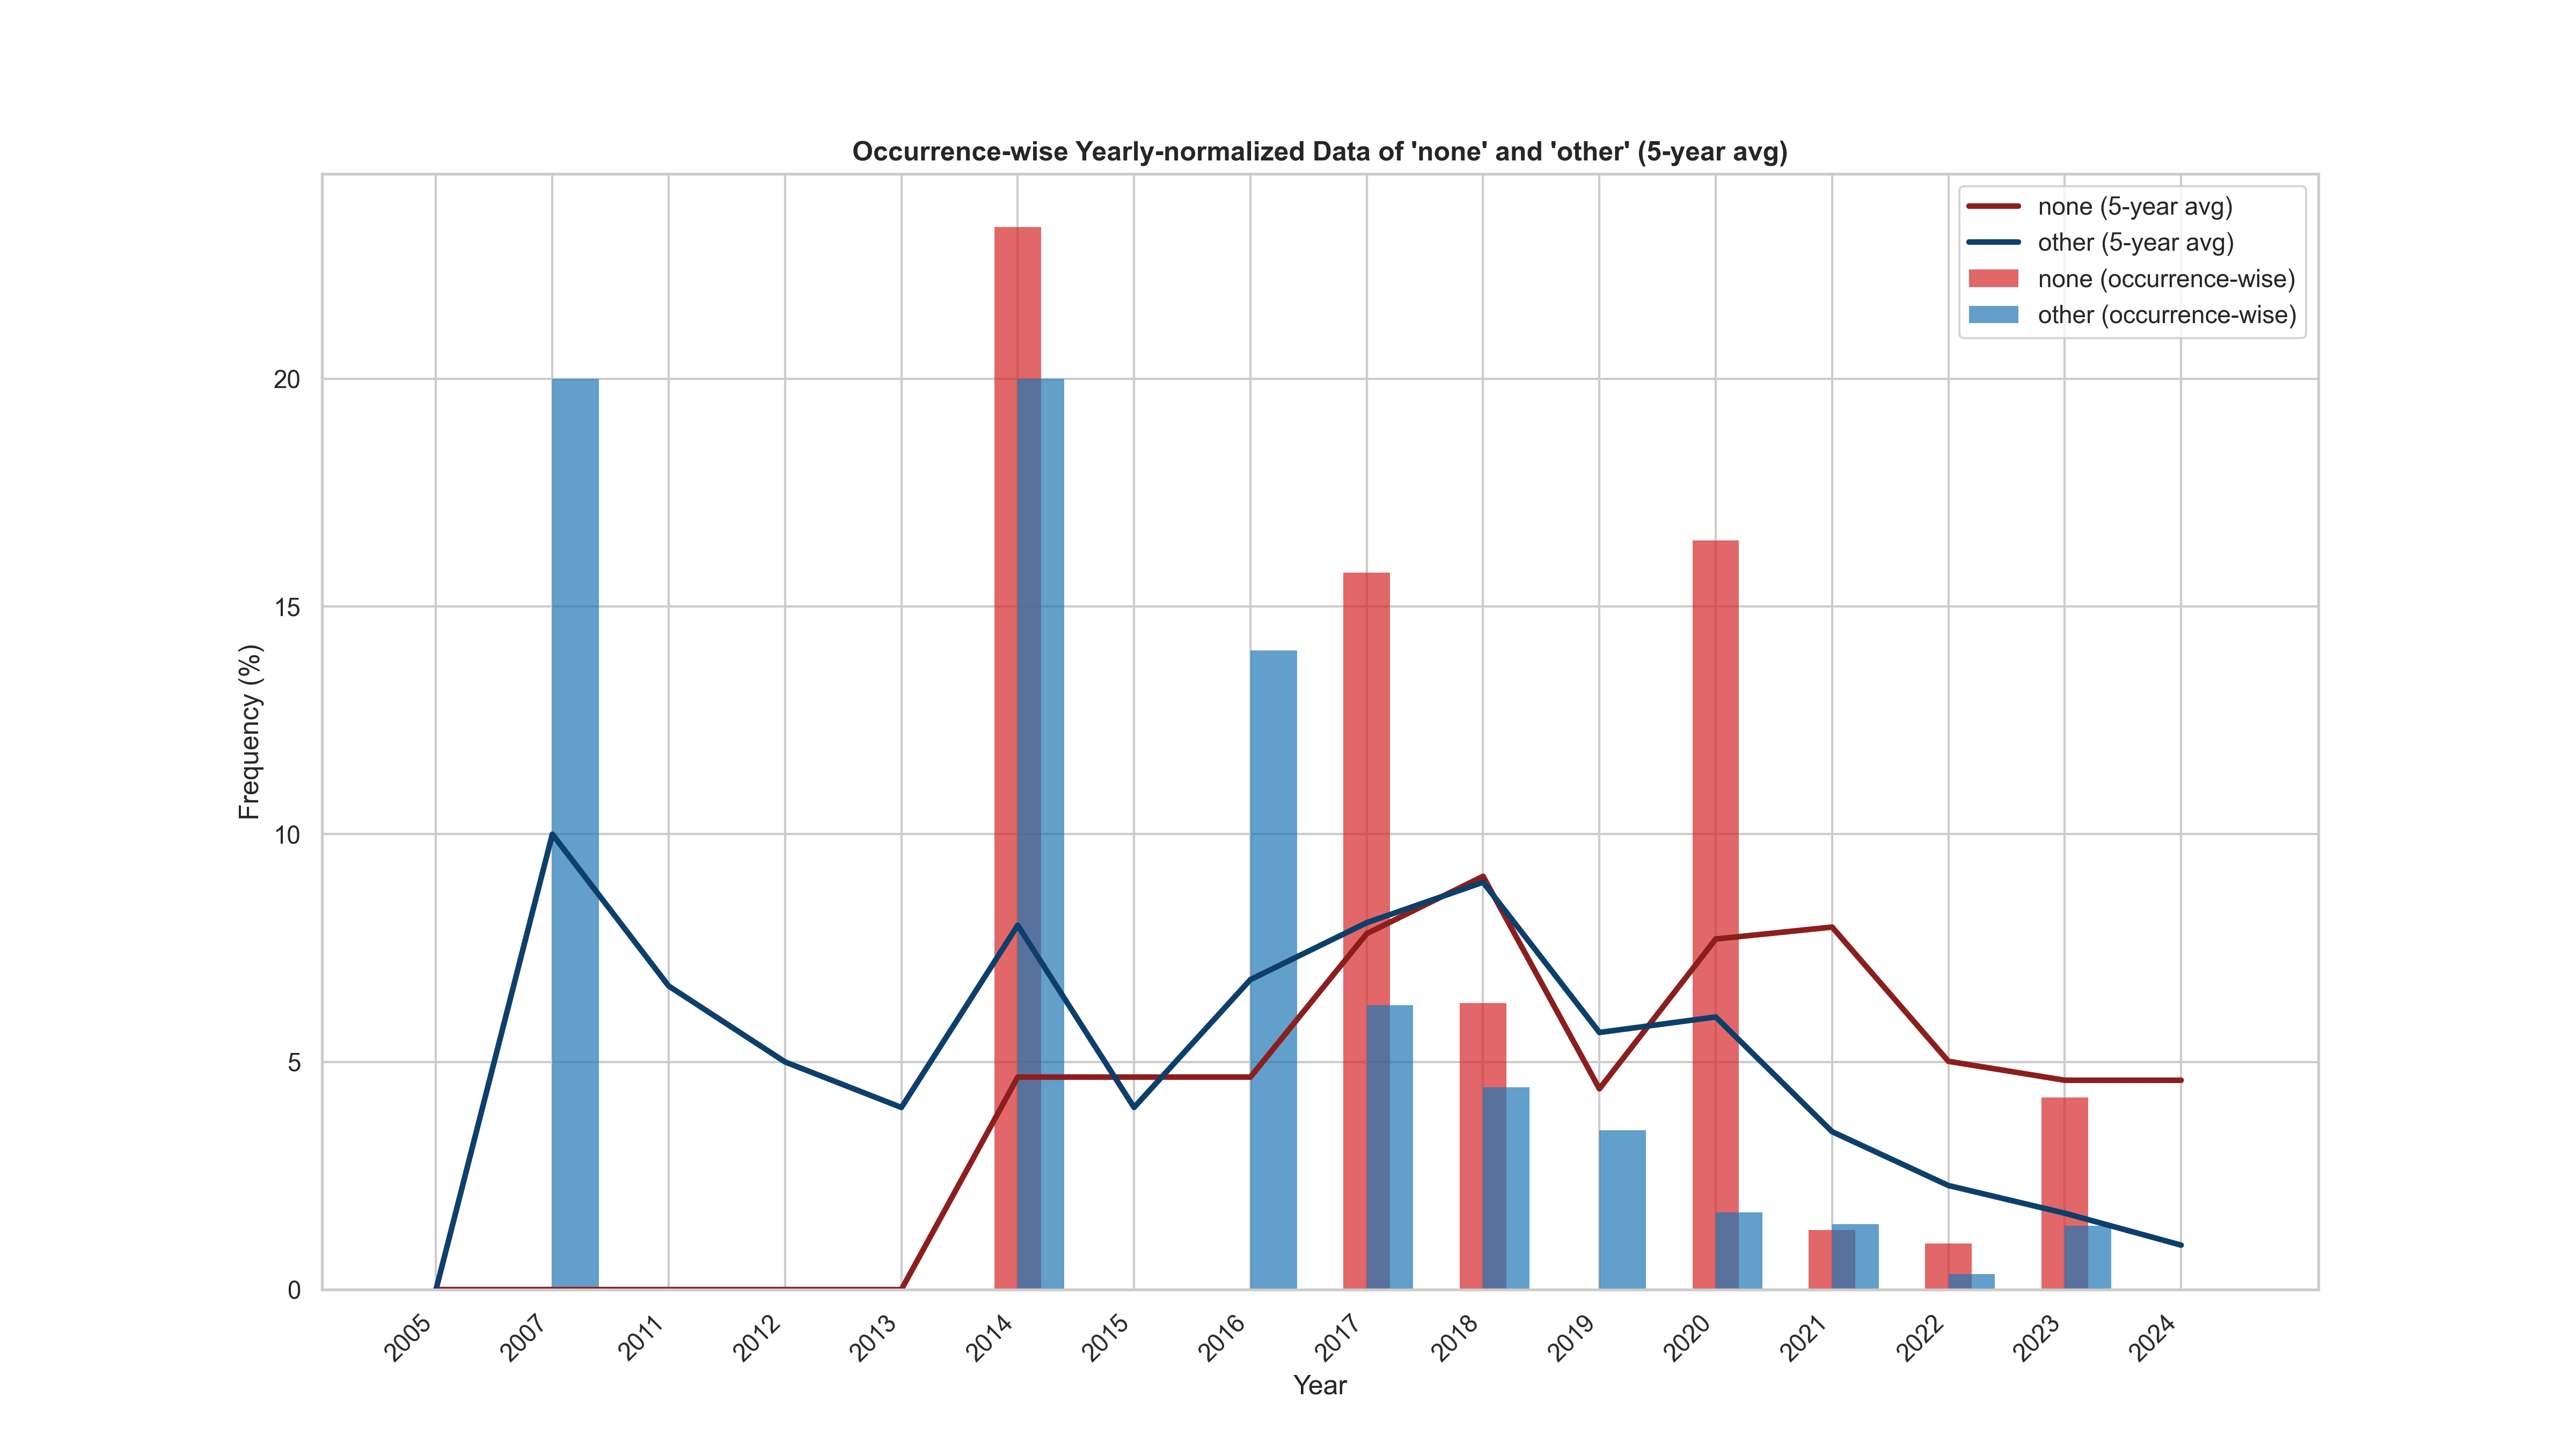 Occurrence-wise Yearly-normalized Data of 'none' and 'other' (5-year avg)
none (5-year avg)
other (5-year avg)
none (occurrence-wise)
other (occurrence-wise)
Frequency (%)
20
15
10
5
0
2005 2007 2011 2012 2013 2014 2015 2016 2017 2018 2019 2020 2021 2022 2023 2024
Year